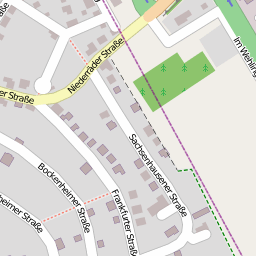 Niederräder Straße
Im Wehling
er Straße
Sachsenhausener Straße
Bockenheimer Straße
Frankfurter Straße
heimer Straße